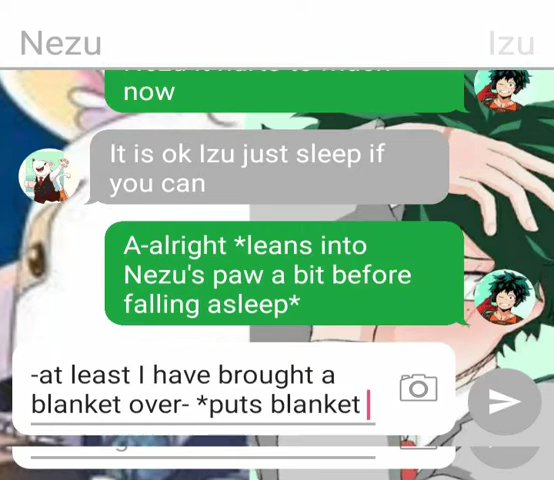 Nezu
Izu
now
It is ok Izu just sleep if
you can
A-alright *leans into
Nezu's paw a bit before
falling asleep*
-at least I have brought a
blanket over- *puts blanket